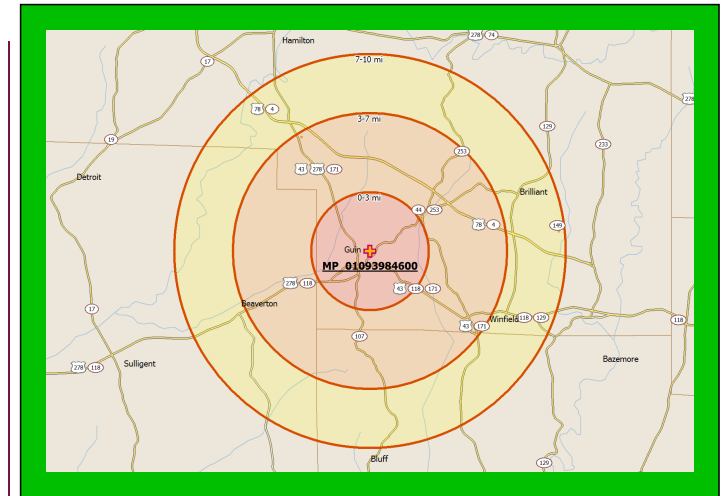 Hamilton
278 74
17
7-10 mi
78 4
278
3-7 mi
129
19
233
253
43 278 171
Detroit
0-3 mi
Brilliant
44 253
78 4
149
Guin
MP 01093984600
278 118
43 118 171
Beaverton
17
Winfield
118 129
118
43 171
107
Sulligent
Bazemore
278 118
Bluff
129